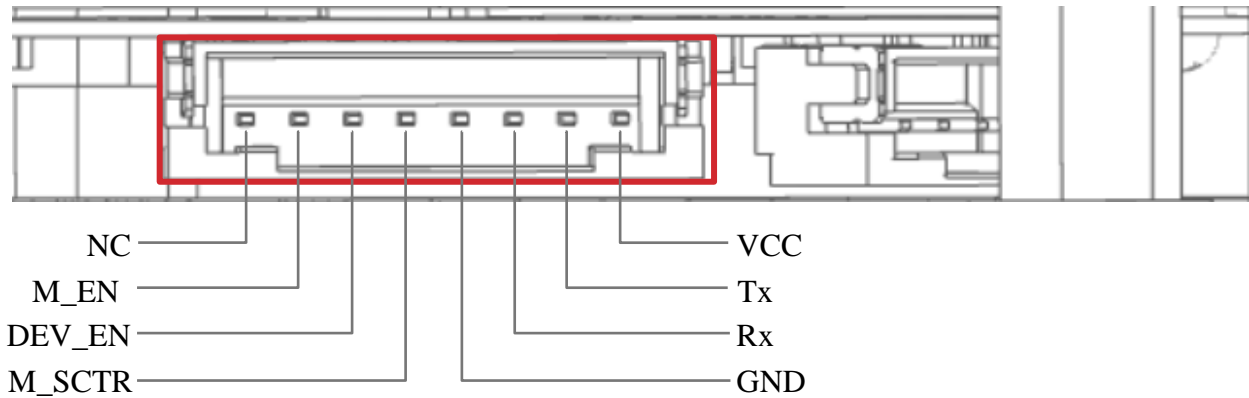 NC
M_EN
DEV_EN
M_SCTR
VCC
Tx
Rx
GND